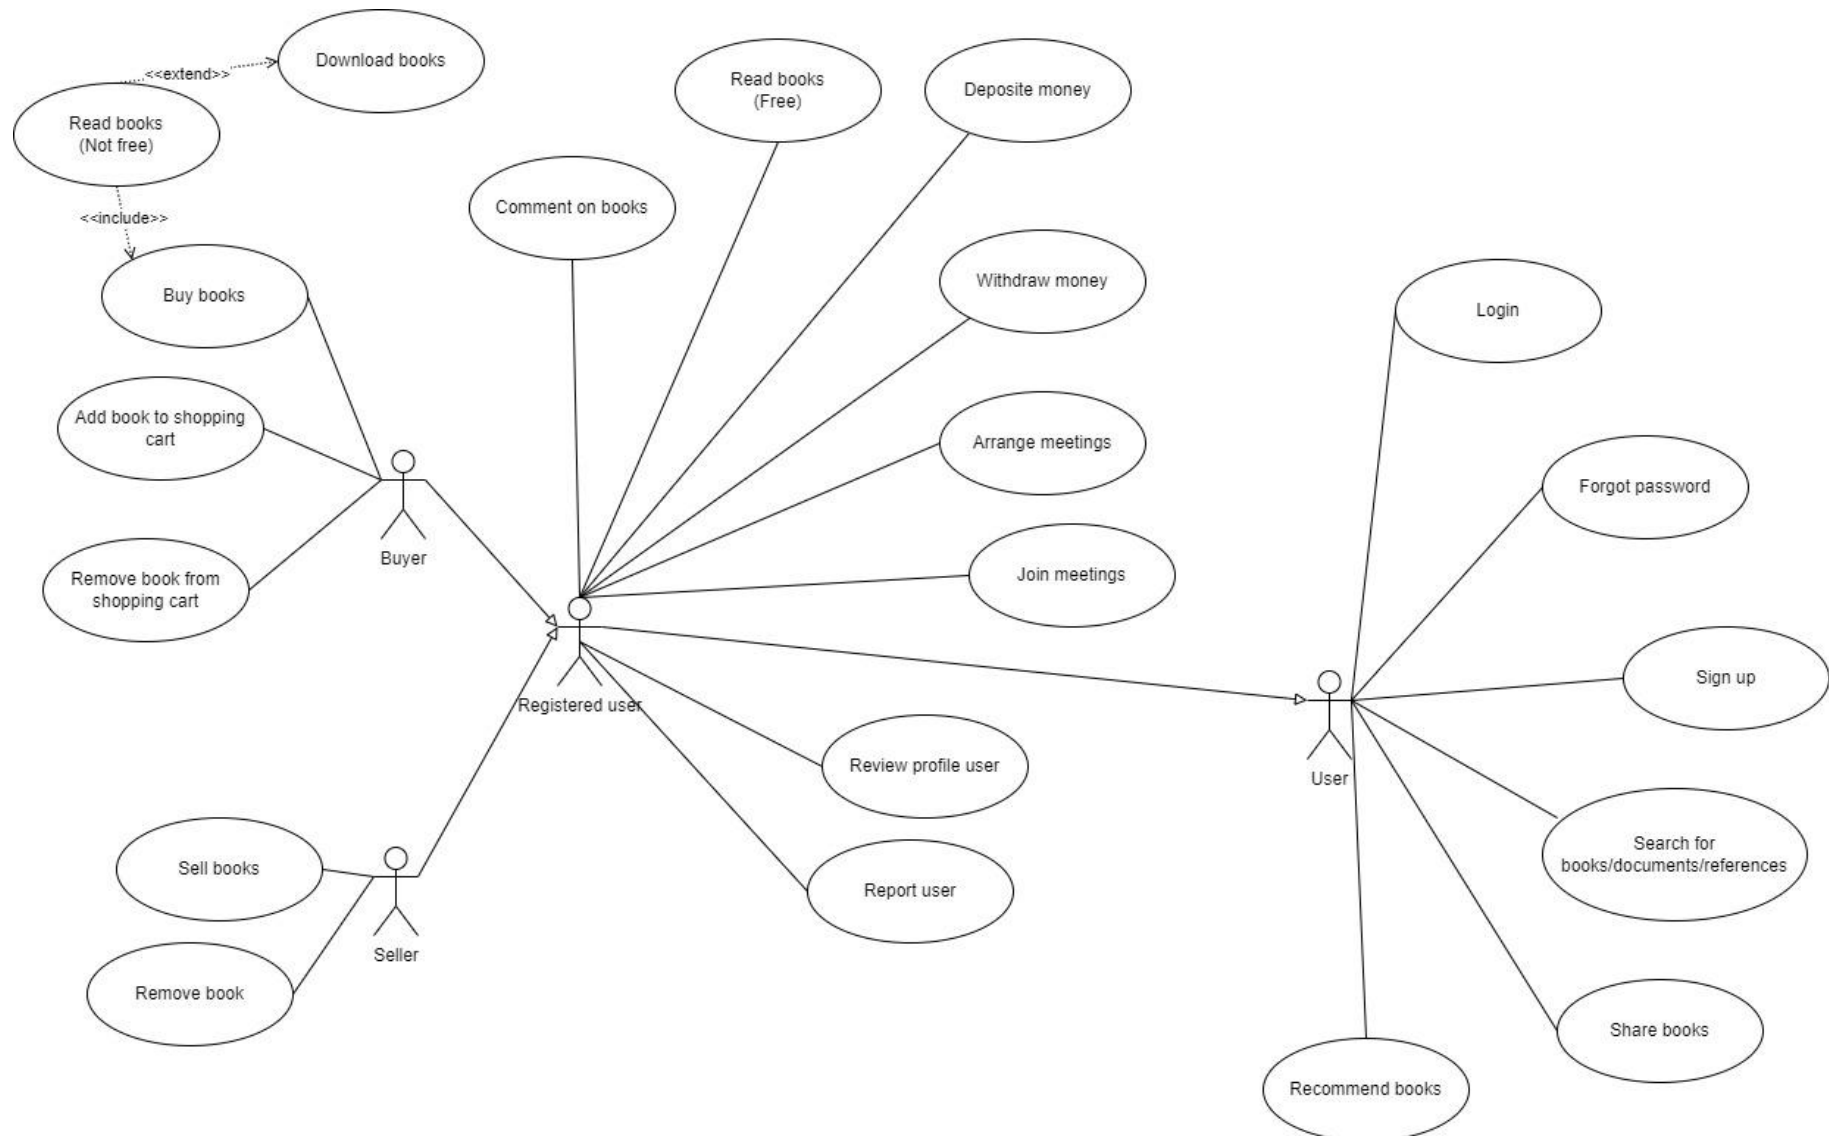 Download books
<<extend>>
Read books
(Not free)
<<include>>
Buy books
Add book to shopping
cart
Remove book from
shopping cart
Buyer
Comment on books
Read books
(Free)
Deposite money
Withdraw money
Arrange meetings
Join meetings
Registered user
Review profile user
Report user
Sell books
Remove book
Seller
Login
Forgot password
Sign up
User
Search for
books/documents/references
Share books
Recommend books